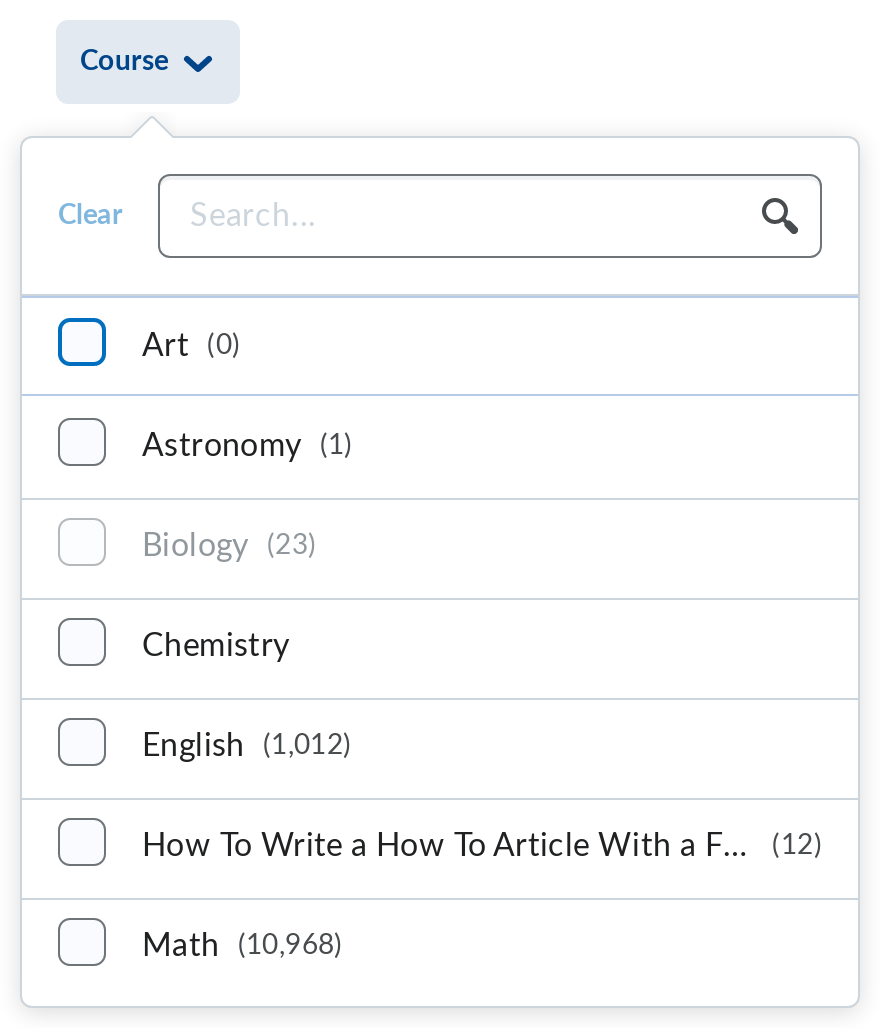 Course
Clear
Search...
Art (0)
Astronomy (1)
Biology (23)
Chemistry
English (1,012)
How To Write a How To Article With a F... (12)
Math (10,968)